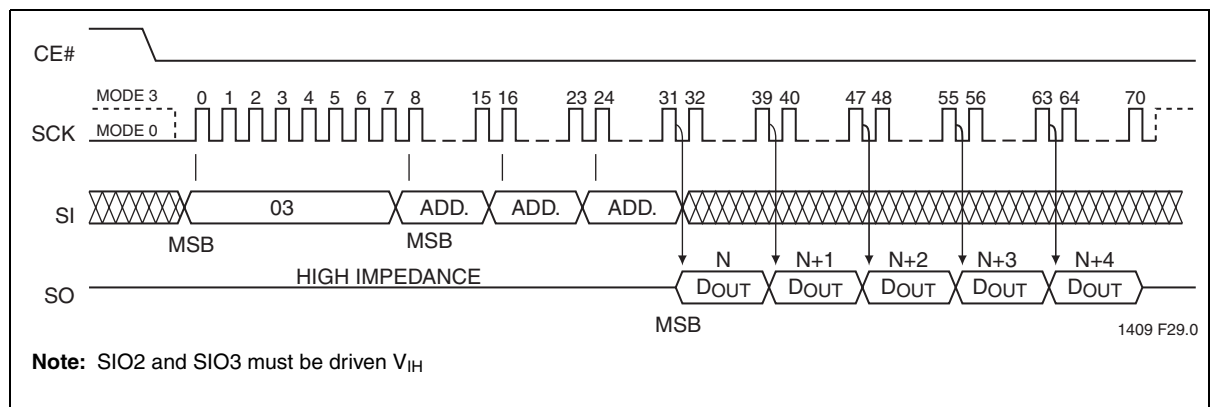 CE#
MODE 3 0 1 2 3 4 5 6 7 8 15 16 23 24 31 32 39 40 47 48 55 56 63 64 70
SCK MODE 0
SI 03 ADD. ADD. ADD.
MSB MSB
HIGH IMPEDANCE N N+1 N+2 N+3 N+4
SO DOUT DOUT DOUT DOUT DOUT
MSB
1409 F29.0
Note: SIO2 and SIO3 must be driven VIH